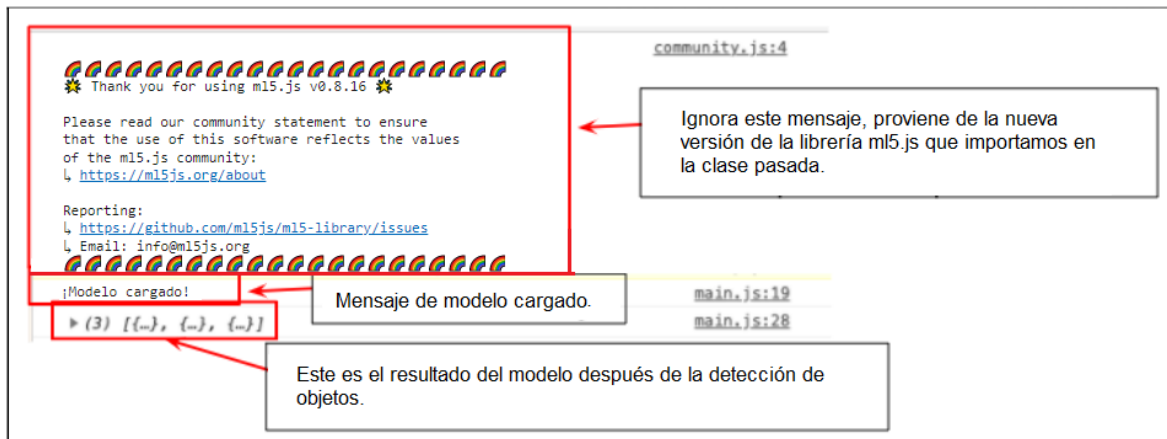 community.js:4
🌈🌈🌈🌈🌈🌈🌈🌈🌈🌈🌈🌈🌈🌈🌈🌈🌈🌈🌈🌈🌈🌈
🌟 Thank you for using ml5.js v0.8.16 🌟
Please read our community statement to ensure
that the use of this software reflects the values
of the ml5.js community:
↳ https://ml5js.org/about
Reporting:
↳ https://github.com/ml5js/ml5-library/issues
↳ Email: info@ml5js.org
🌈🌈🌈🌈🌈🌈🌈🌈🌈🌈🌈🌈🌈🌈🌈🌈🌈🌈🌈🌈🌈🌈
Ignora este mensaje, proviene de la nueva
versión de la librería ml5.js que importamos en
la clase pasada.
¡Modelo cargado!
Mensaje de modelo cargado.
main.js:19
▶ (3) [{…}, {…}, {…}]
main.js:28
Este es el resultado del modelo después de la detección de
objetos.